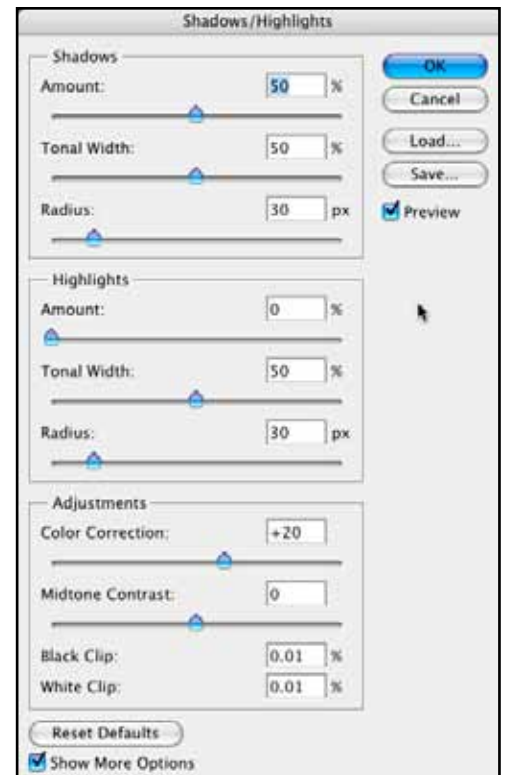 Shadows/Highlights
Shadows
Amount: 50 %
Tonal Width: 50 %
Radius: 30 px
Highlights
Amount: 0 %
Tonal Width: 50 %
Radius: 30 px
Adjustments
Color Correction: +20
Midtone Contrast: 0
Black Clip: 0.01 %
White Clip: 0.01 %
Reset Defaults
Show More Options
OK
Cancel
Load...
Save...
Preview